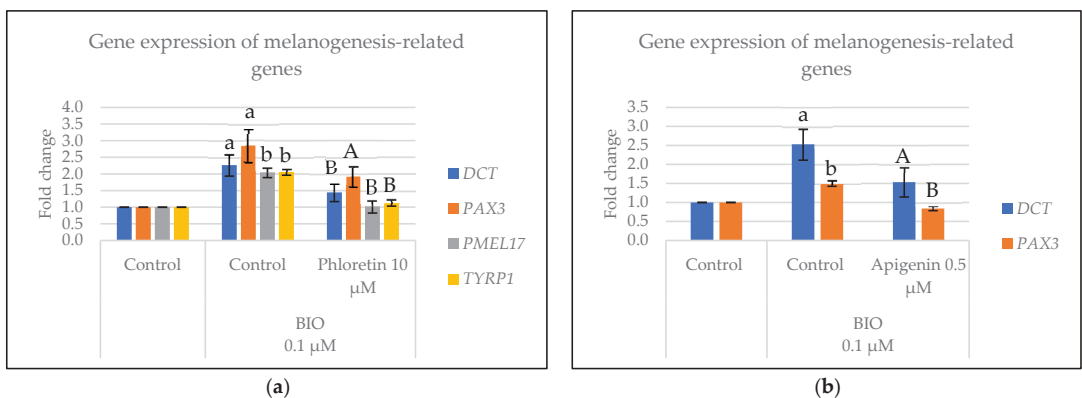 Gene expression of melanogenesis-related
genes
Fold change
4.0
3.5
3.0
2.5
2.0
1.5
1.0
0.5
0.0
a
a
b
b
B
A
B
B
DCT
PAX3
PMEL17
TYRP1
Control
Control
Phloretin 10
μM
BIO
0.1 μM
(a)
Gene expression of melanogenesis-related
genes
Fold change
3.5
3.0
2.5
2.0
1.5
1.0
0.5
0.0
a
b
A
B
DCT
PAX3
Control
Control
Apigenin 0.5
μM
BIO
0.1 μM
(b)